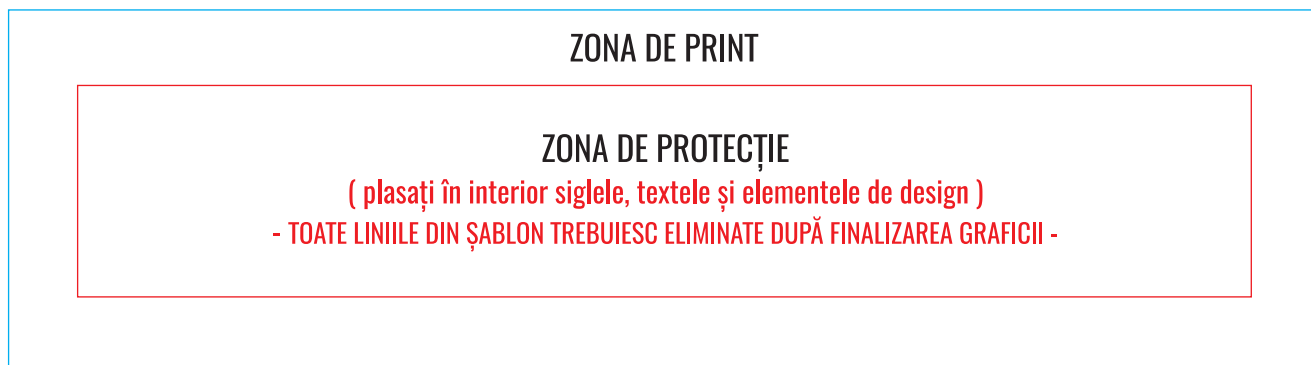 ZONA DE PRINT
ZONA DE PROTECȚIE
( plasați în interior siglele, textele și elementele de design )
- TOATE LINIILE DIN ȘABLON TREBUIESC ELIMINATE DUPĂ FINALIZAREA GRAFICII -